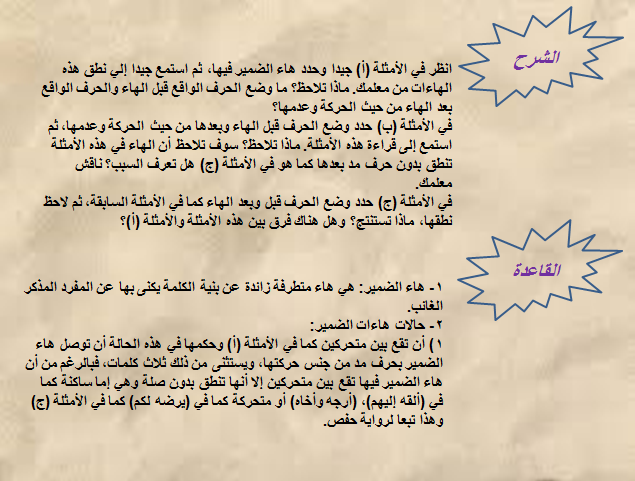 الشرح
انظر في الأمثلة (أ) جيدا وحدد هاء الضمير فيها، ثم استمع جيدا إلي نطق هذه
الهاءات من معلمك. ماذا تلاحظ؟ ما وضع الحرف الواقع قبل الهاء والحرف الواقع
بعد الهاء من حيث الحركة وعدمها؟
في الأمثلة (ب) حدد وضع الحرف قبل الهاء وبعدها من حيث الحركة وعدمها، ثم
استمع إلى قراءة هذه الأمثلة. ماذا تلاحظ؟ سوف تلاحظ أن الهاء في هذه الأمثلة
تنطق بدون حرف مد بعدها كما هو في الأمثلة (ج) هل تعرف السبب؟ ناقش
معلمك.
في الأمثلة (ج) حدد وضع الحرف قبل وبعد الهاء كما في الأمثلة السابقة، ثم لاحظ
نطقها، ماذا تستنتج؟ وهل هناك فرق بين هذه الأمثلة والأمثلة (أ)؟
القاعدة
١- هاء الضمير: هي هاء متطرفة زائدة عن بنية الكلمة يكنى بها عن المفرد المذكر
الغائب.
٢- حالات هاءات الضمير:
١) أن تقع بين متحركين كما في الأمثلة (أ) وحكمها في هذه الحالة أن توصل هاء
الضمير بحرف مد من جنس حركتها، ويستثنى من ذلك ثلاث كلمات، فبالرغم من أن
هاء الضمير فيها تقع بين متحركين إلا أنها تنطق بدون صلة وهي إما ساكنة كما
في (ألقه إليهم)، (أرجه وأخاه) أو متحركة كما في (يرضه لكم) كما في الأمثلة (ج)
وهذا تبعا لرواية حفص.